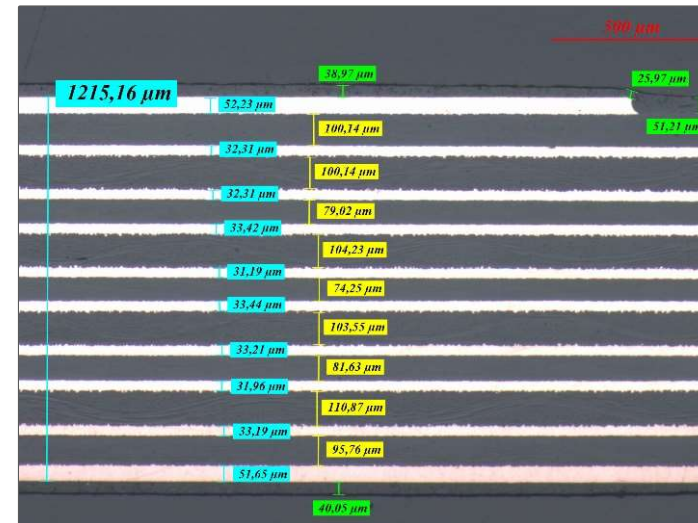 500 µm
38,97 µm
25,97 µm
1215,16 µm
52,23 µm
51,21 µm
100,14 µm
32,31 µm
100,14 µm
32,31 µm
79,02 µm
33,42 µm
104,23 µm
31,19 µm
74,25 µm
33,44 µm
103,55 µm
33,21 µm
81,63 µm
31,96 µm
110,87 µm
33,19 µm
95,76 µm
51,65 µm
40,05 µm